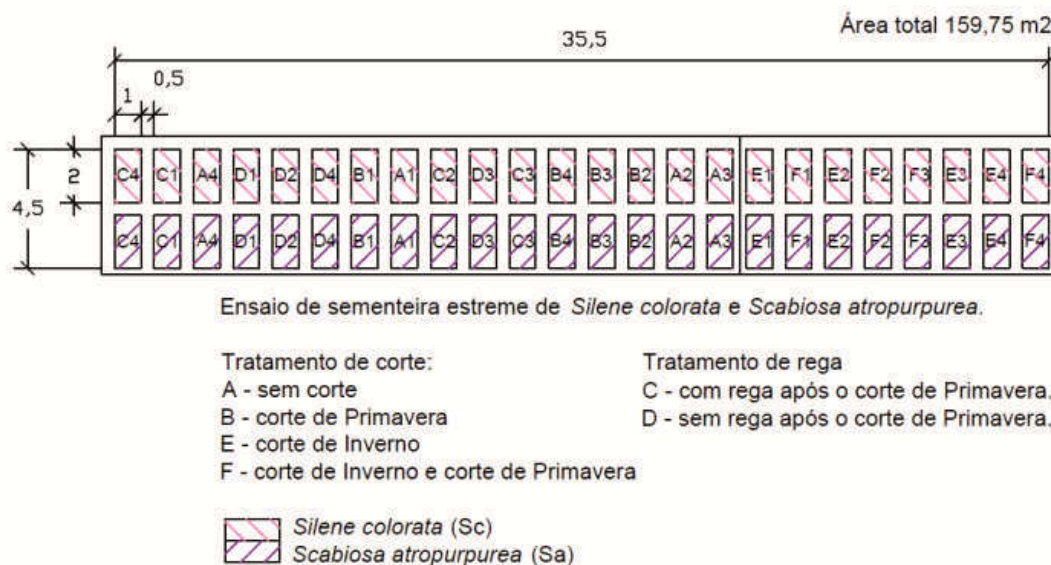 Área total 159,75 m2
35,5
0,5
1
2
4,5
C4 C1 A4 D1 D2 D4 B1 A1 C2 D3 C3 B4 B3 B2 A2 A3 E1 F1 E2 F2 F3 E3 E4 F4
C4 C1 A4 D1 D2 D4 B1 A1 C2 D3 C3 B4 B3 B2 A2 A3 E1 F1 E2 F2 F3 E3 E4 F4
Ensaio de sementeira estreme de Silene colorata e Scabiosa atropurpurea.
Tratamento de corte:
A - sem corte
B - corte de Primavera
E - corte de Inverno
F - corte de Inverno e corte de Primavera
Tratamento de rega
C - com rega após o corte de Primavera.
D - sem rega após o corte de Primavera.
Silene colorata (Sc)
Scabiosa atropurpurea (Sa)